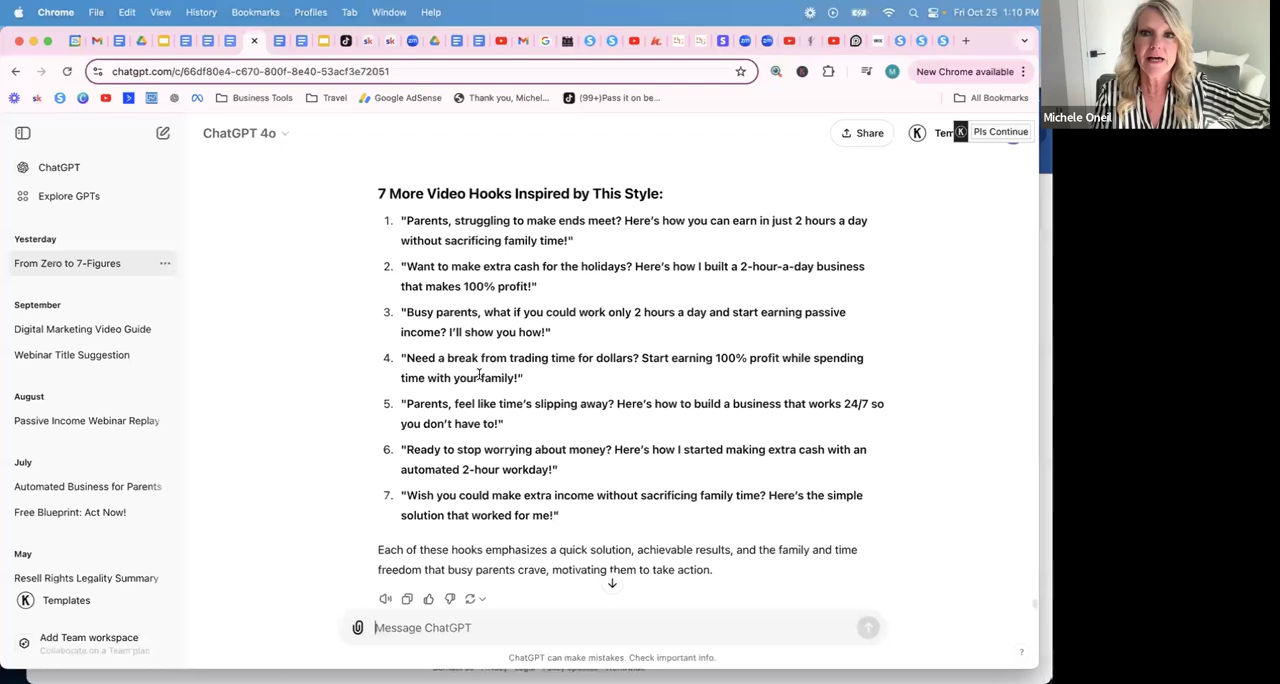 Chrome File Edit View History Bookmarks Profiles Tab Window Help Fri Oct 25 1:10 PM
chatgpt.com/c/66df80e4-c670-800f-8e40-53acf3e72051 New Chrome available
Business Tools Travel Google AdSense Thank you, Michel... (99+)Pass it on be... All Bookmarks
Michele Oneil
ChatGPT 4o Share K Tem K Pls Continue
ChatGPT
Explore GPTs
Yesterday
From Zero to 7-Figures
September
Digital Marketing Video Guide
Webinar Title Suggestion
August
Passive Income Webinar Replay
July
Automated Business for Parents
Free Blueprint: Act Now!
May
Resell Rights Legality Summary
K Templates
Add Team workspace
Collaborate on a Team plan
7 More Video Hooks Inspired by This Style:
1. "Parents, struggling to make ends meet? Here's how you can earn in just 2 hours a day
without sacrificing family time!"
2. "Want to make extra cash for the holidays? Here's how I built a 2-hour-a-day business
that makes 100% profit!"
3. "Busy parents, what if you could work only 2 hours a day and start earning passive
income? I'll show you how!"
4. "Need a break from trading time for dollars? Start earning 100% profit while spending
time with your family!"
5. "Parents, feel like time's slipping away? Here's how to build a business that works 24/7 so
you don't have to!"
6. "Ready to stop worrying about money? Here's how I started making extra cash with an
automated 2-hour workday!"
7. "Wish you could make extra income without sacrificing family time? Here's the simple
solution that worked for me!"
Each of these hooks emphasizes a quick solution, achievable results, and the family and time
freedom that busy parents crave, motivating them to take action.
Message ChatGPT
ChatGPT can make mistakes. Check important info.
?